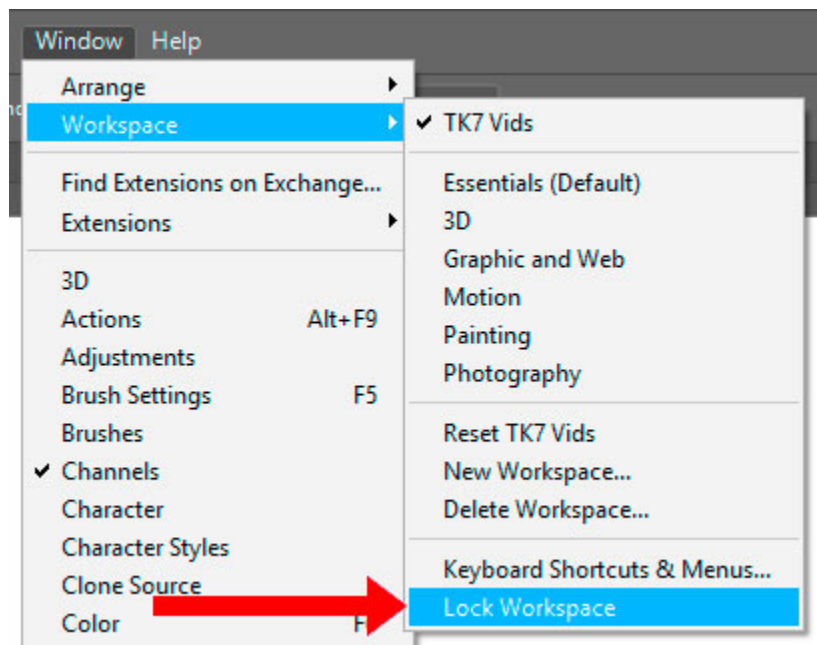 Window Help
Arrange
Workspace
Find Extensions on Exchange...
Extensions
3D
Actions Alt+F9
Adjustments
Brush Settings F5
Brushes
Channels
Character
Character Styles
Clone Source
Color
TK7 Vids
Essentials (Default)
3D
Graphic and Web
Motion
Painting
Photography
Reset TK7 Vids
New Workspace...
Delete Workspace...
Keyboard Shortcuts & Menus...
Lock Workspace